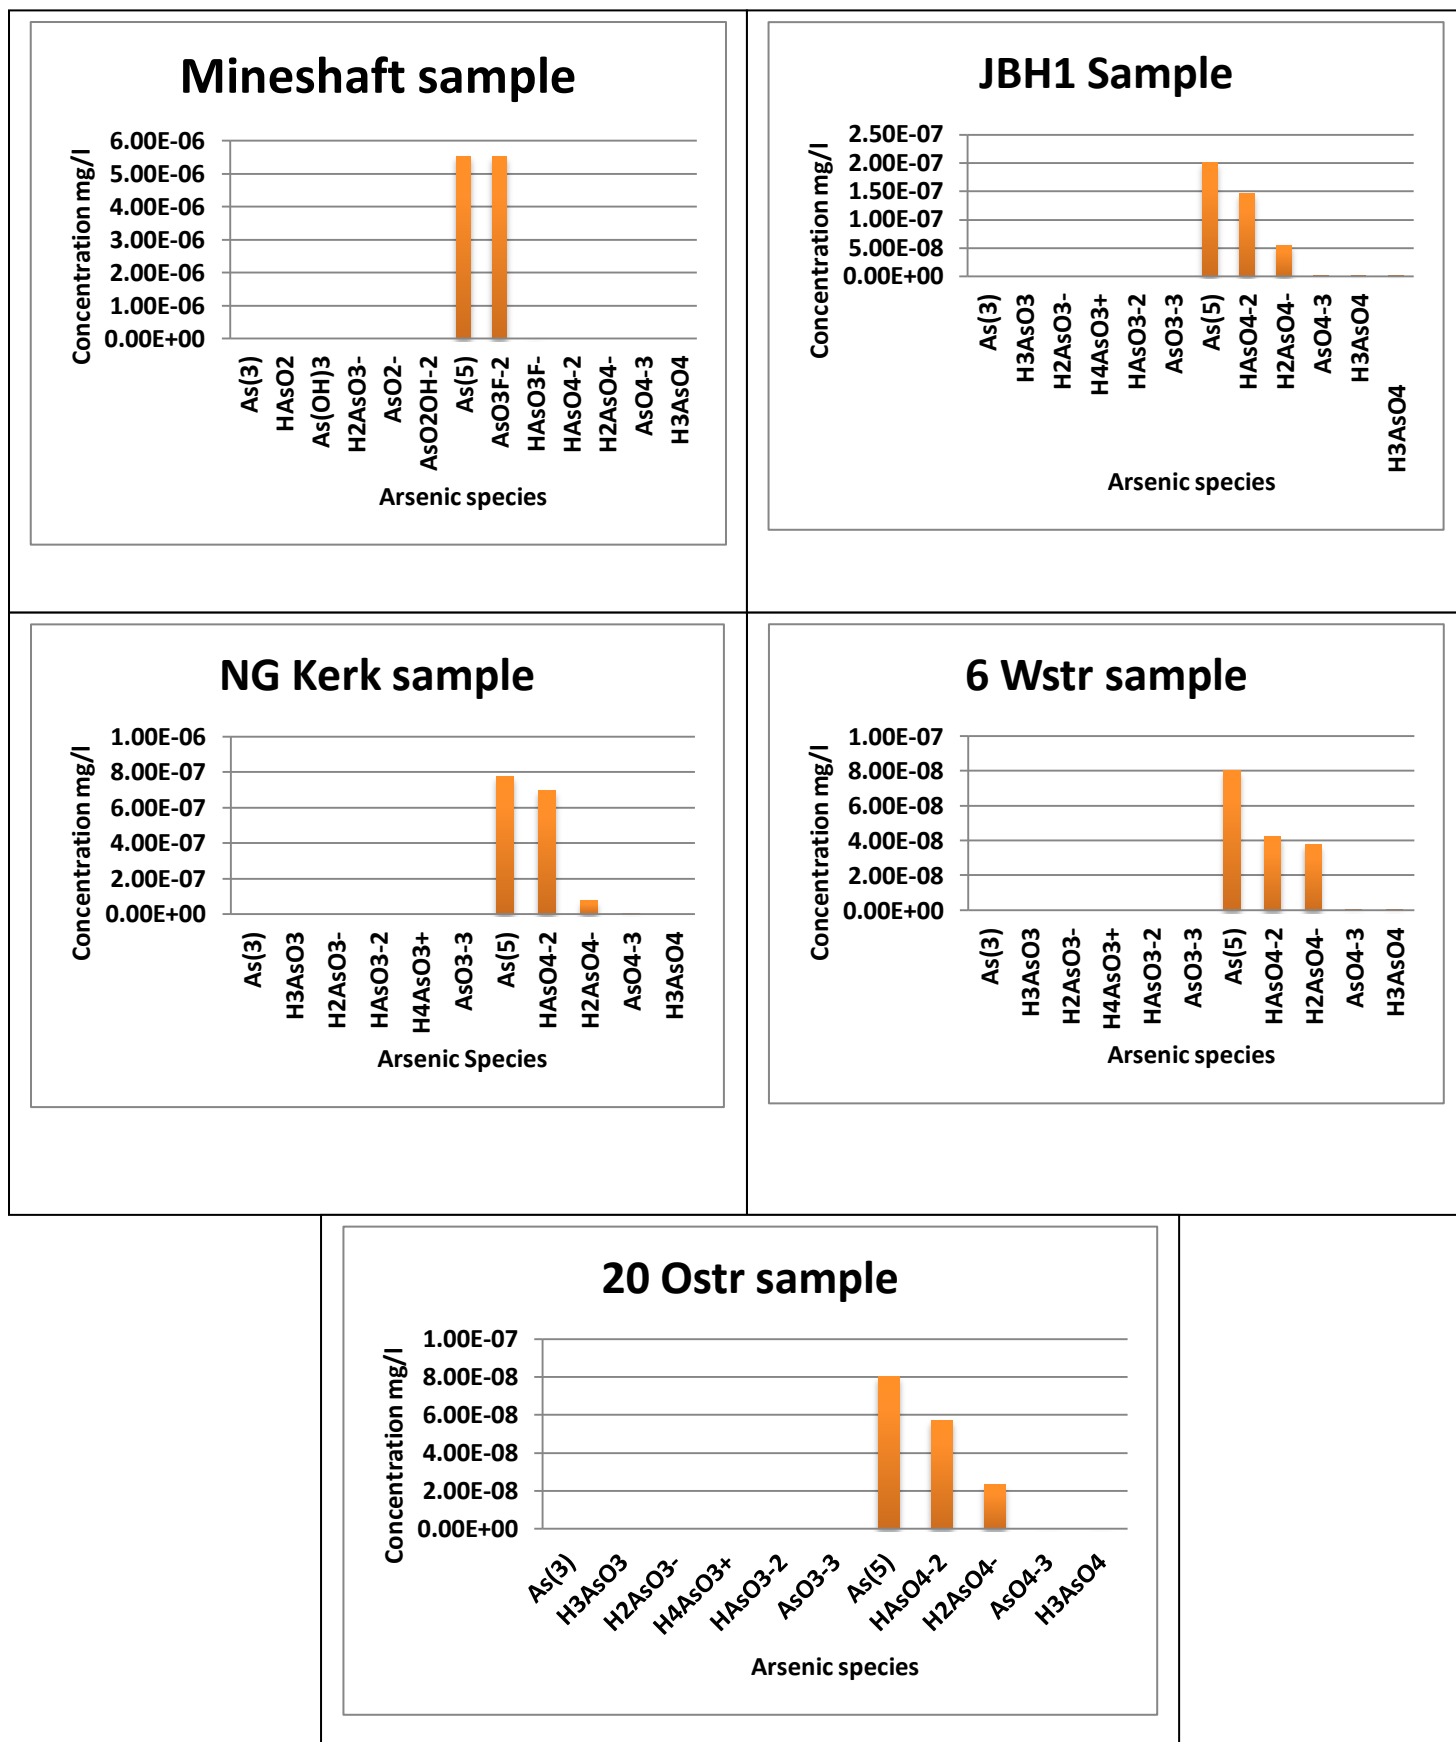 Mineshaft sample
Concentration mg/l
6.00E-06
5.00E-06
4.00E-06
3.00E-06
2.00E-06
1.00E-06
0.00E+00
As(3)
HAsO2
As(OH)3
H2AsO3-
AsO2-
AsO2OH-2
As(5)
AsO3F-2
HAsO3F-
HAsO4-2
H2AsO4-
AsO4-3
H3AsO4
Arsenic species
JBH1 Sample
Concentration mg/l
2.50E-07
2.00E-07
1.50E-07
1.00E-07
5.00E-08
0.00E+00
As(3)
H3AsO3
H2AsO3-
H4AsO3+
HAsO3-2
AsO3-3
As(5)
HAsO4-2
H2AsO4-
AsO4-3
H3AsO4
H3AsO4
Arsenic species
NG Kerk sample
Concentration mg/l
1.00E-06
8.00E-07
6.00E-07
4.00E-07
2.00E-07
0.00E+00
As(3)
H3AsO3
H2AsO3-
HAsO3-2
H4AsO3+
AsO3-3
As(5)
HAsO4-2
H2AsO4-
AsO4-3
H3AsO4
Arsenic Species
6 Wstr sample
Concentration mg/l
1.00E-07
8.00E-08
6.00E-08
4.00E-08
2.00E-08
0.00E+00
As(3)
H3AsO3
H2AsO3-
H4AsO3+
HAsO3-2
AsO3-3
As(5)
HAsO4-2
H2AsO4-
AsO4-3
H3AsO4
Arsenic species
20 Ostr sample
Concentration mg/l
1.00E-07
8.00E-08
6.00E-08
4.00E-08
2.00E-08
0.00E+00
As(3)
H3AsO3
H2AsO3-
H4AsO3+
HAsO3-2
AsO3-3
As(5)
HAsO4-2
H2AsO4-
AsO4-3
H3AsO4
Arsenic species